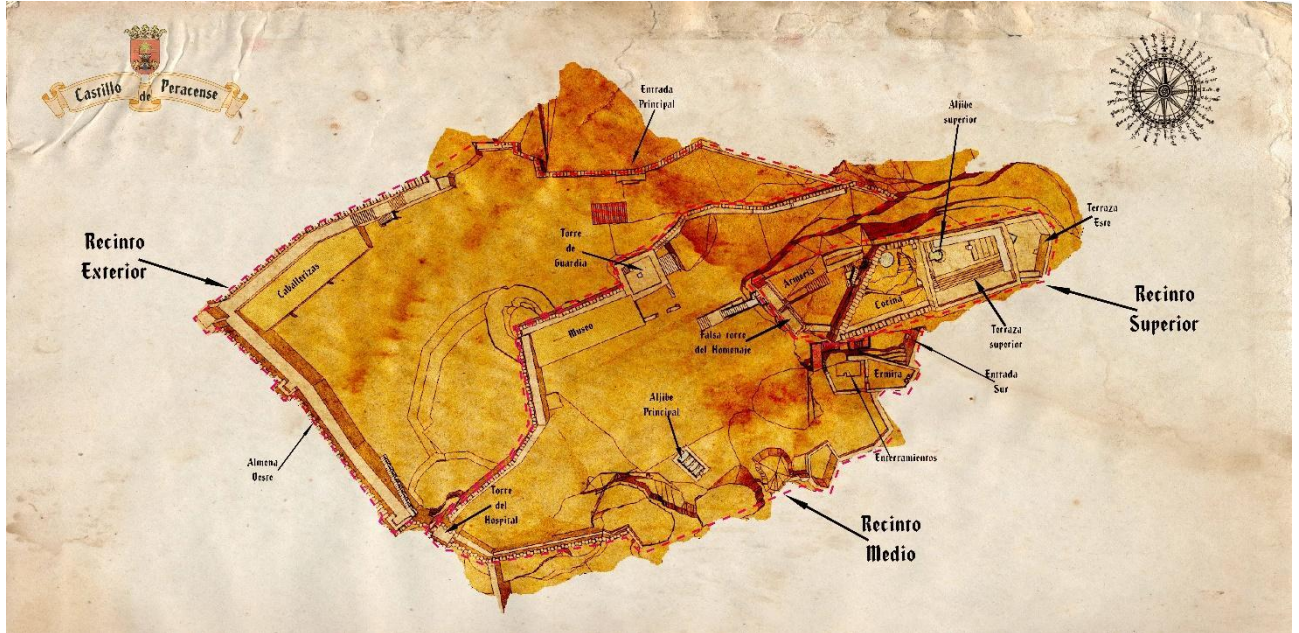 Castillo de Peracense
Entrada
Principal
Aljibe
superior
Terraza
Este
Recinto
Exterior
Torre
de
Guardia
Caballerizas
Armería
Cocina
Recinto
Superior
Museo
Falsa torre
del Homenaje
Terraza
superior
Ermita
Entrada
Sur
Aljibe
Principal
Almena
Oeste
Encerramientos
Torre
del
Hospital
Recinto
Medio